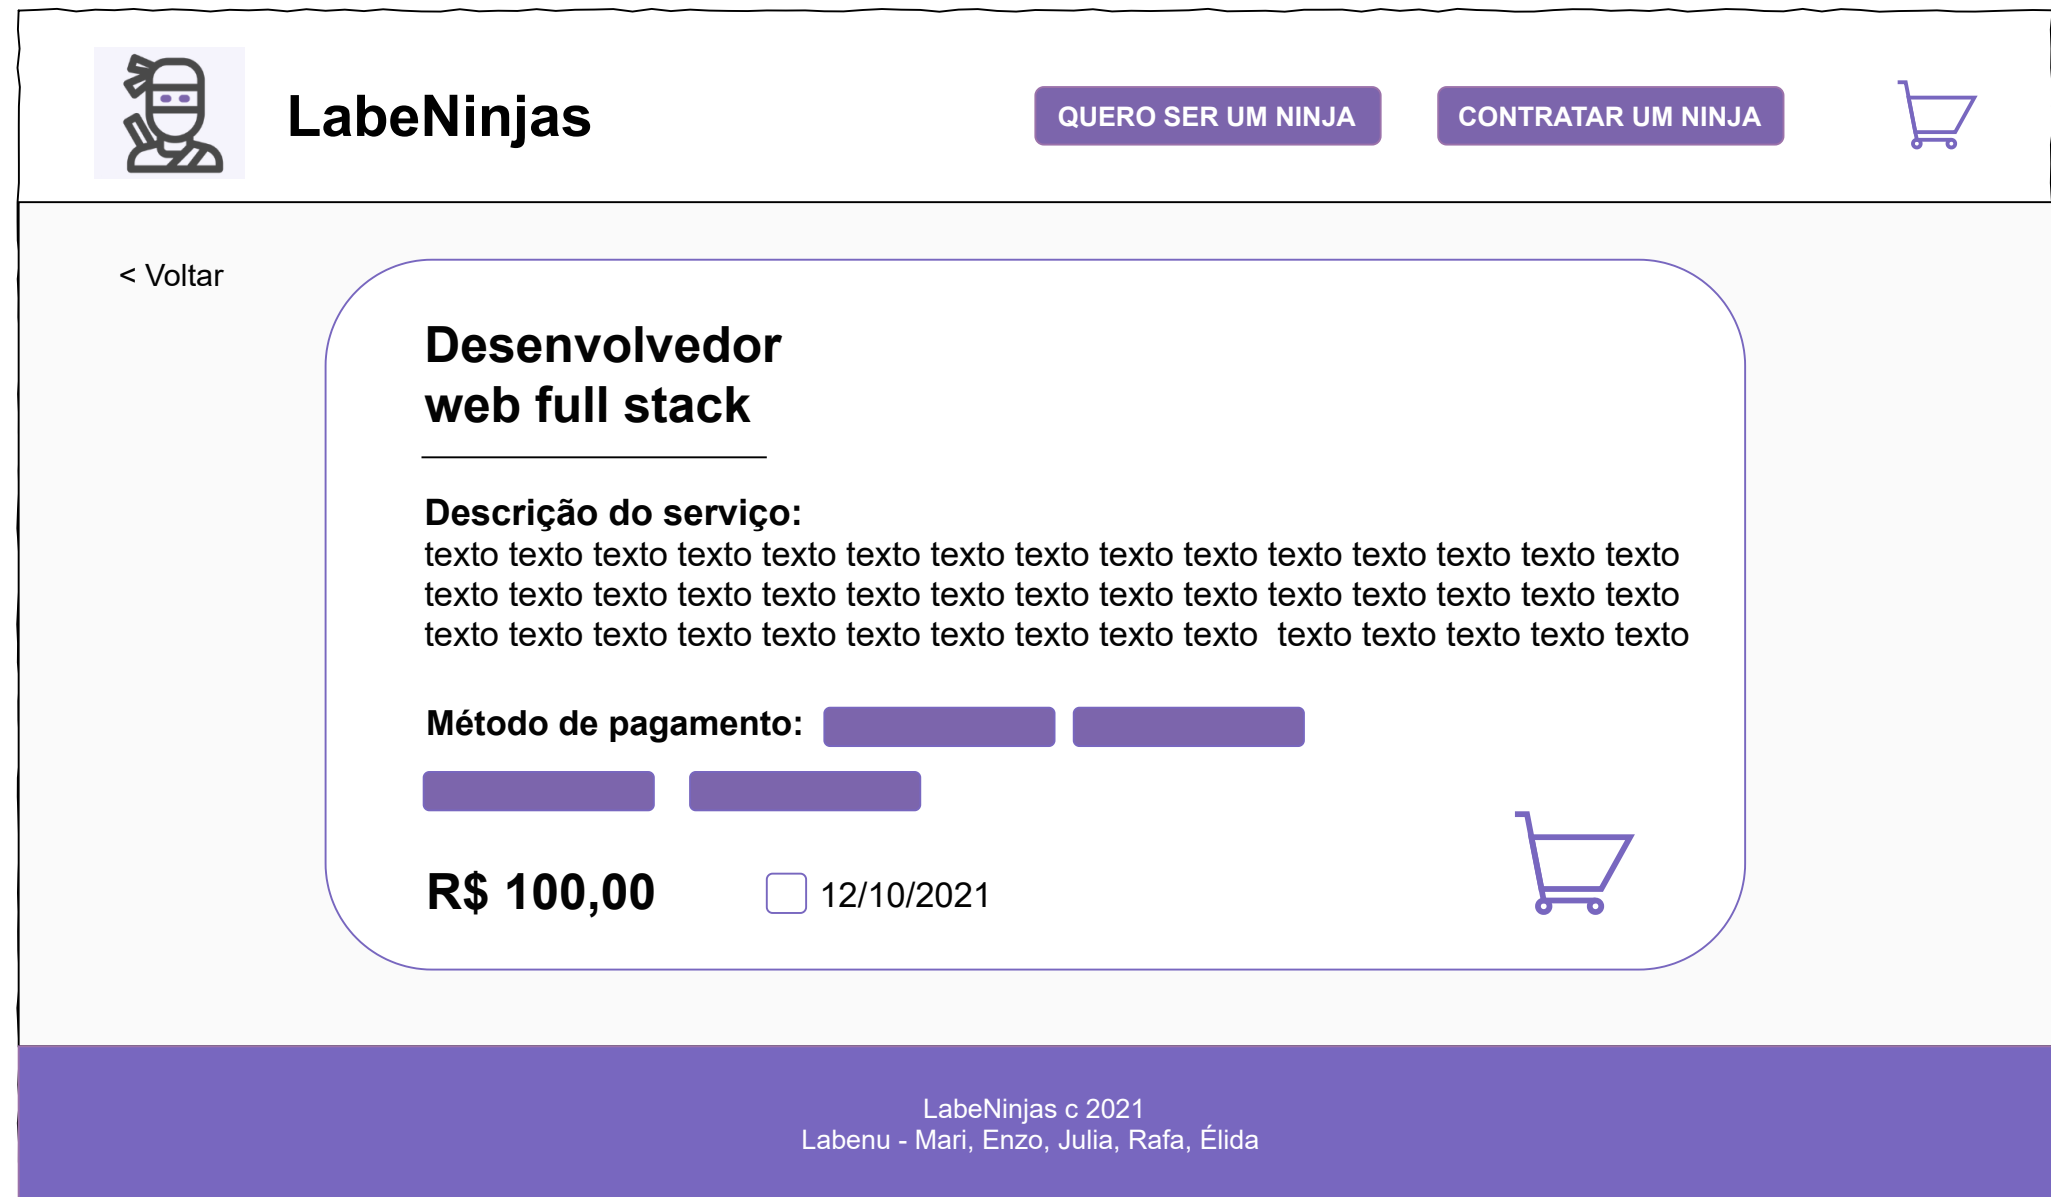 LabeNinjas
QUERO SER UM NINJA
CONTRATAR UM NINJA
< Voltar
Desenvolvedor
web full stack
Descrição do serviço:
texto texto texto texto texto texto texto texto texto texto texto texto texto texto texto
texto texto texto texto texto texto texto texto texto texto texto texto texto texto texto
texto texto texto texto texto texto texto texto texto texto  texto texto texto texto texto
Método de pagamento:
R$ 100,00
12/10/2021
LabeNinjas c 2021
Labenu - Mari, Enzo, Julia, Rafa, Élida